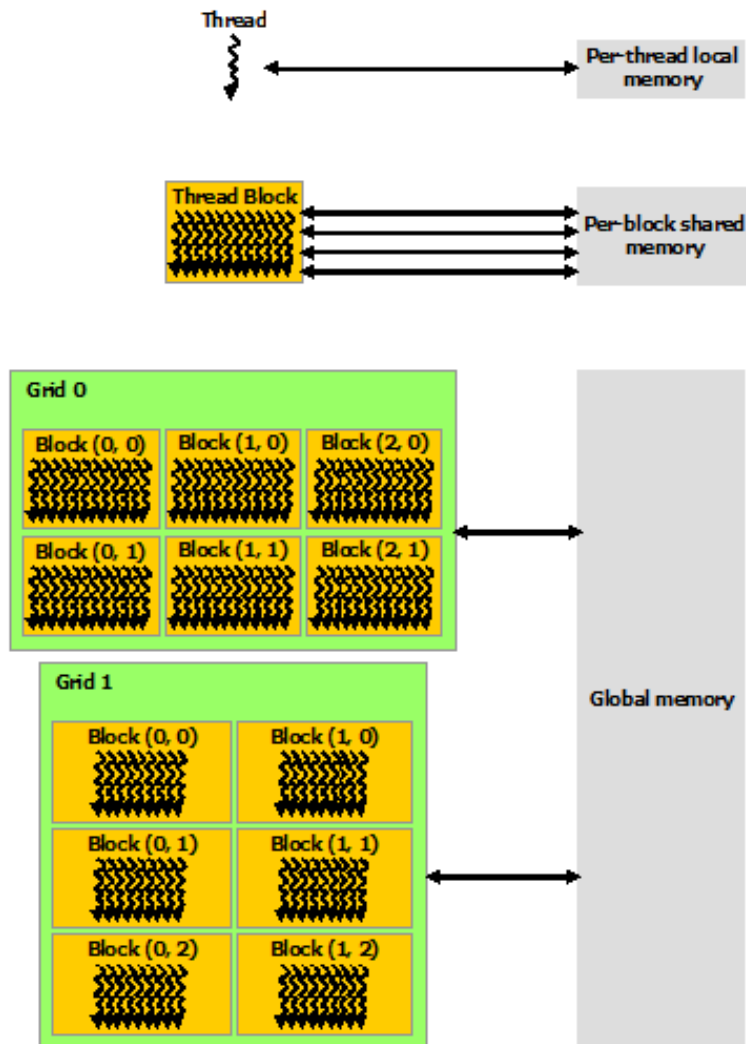 Thread
Per-thread local
memory
Thread Block
Per-block shared
memory
Grid 0
Block (0, 0)
Block (1, 0)
Block (2, 0)
Block (0, 1)
Block (1, 1)
Block (2, 1)
Global memory
Grid 1
Block (0, 0)
Block (1, 0)
Block (0, 1)
Block (1, 1)
Block (0, 2)
Block (1, 2)